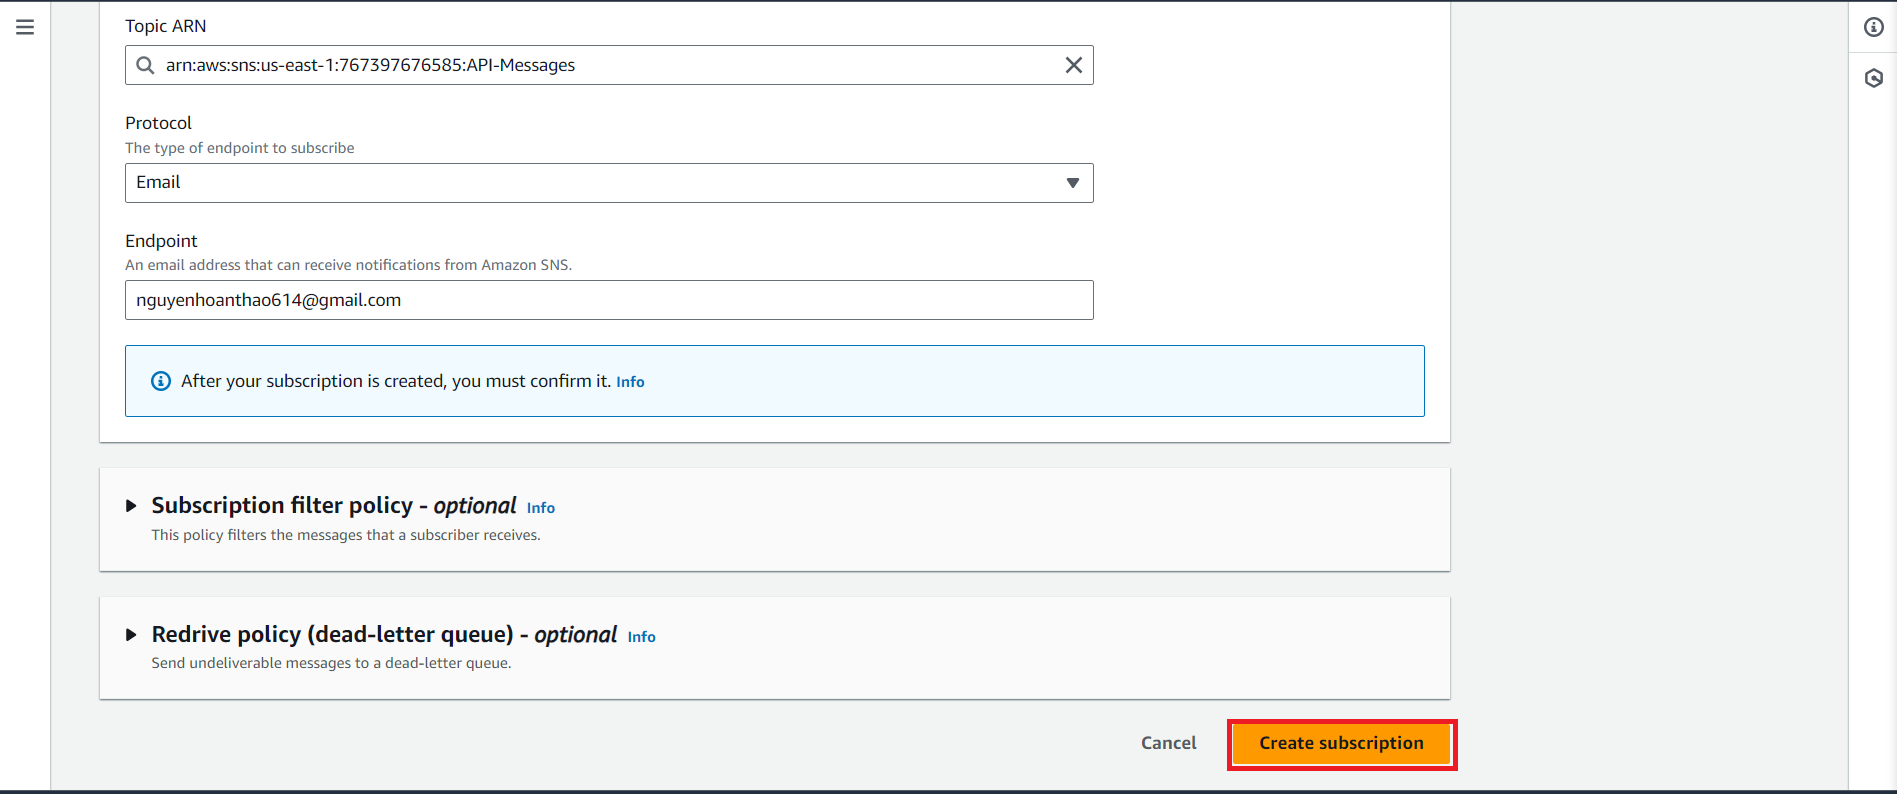 Topic ARN
arn:aws:sns:us-east-1:767397676585:API-Messages
Protocol
The type of endpoint to subscribe
Email
Endpoint
An email address that can receive notifications from Amazon SNS.
nguyenhoanthao614@gmail.com
After your subscription is created, you must confirm it. Info
Subscription filter policy - optional Info
This policy filters the messages that a subscriber receives.
Redrive policy (dead-letter queue) - optional Info
Send undeliverable messages to a dead-letter queue.
Cancel
Create subscription